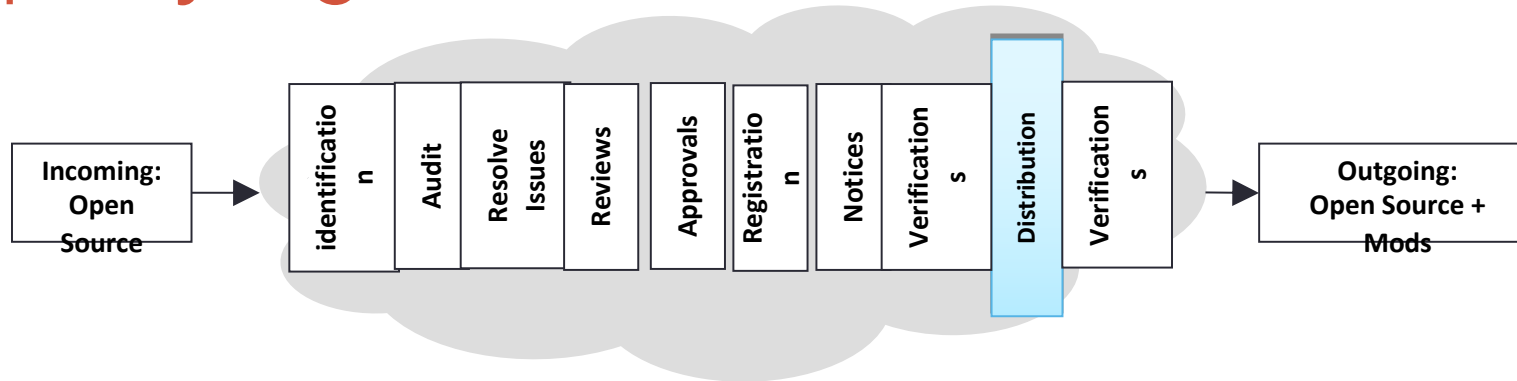 Incoming:
Open
Source
identificatio
n
Audit
Resolve
Issues
Reviews
Approvals
Registratio
n
Notices
Verification
s
Distribution
Verification
s
Outgoing:
Open Source +
Mods